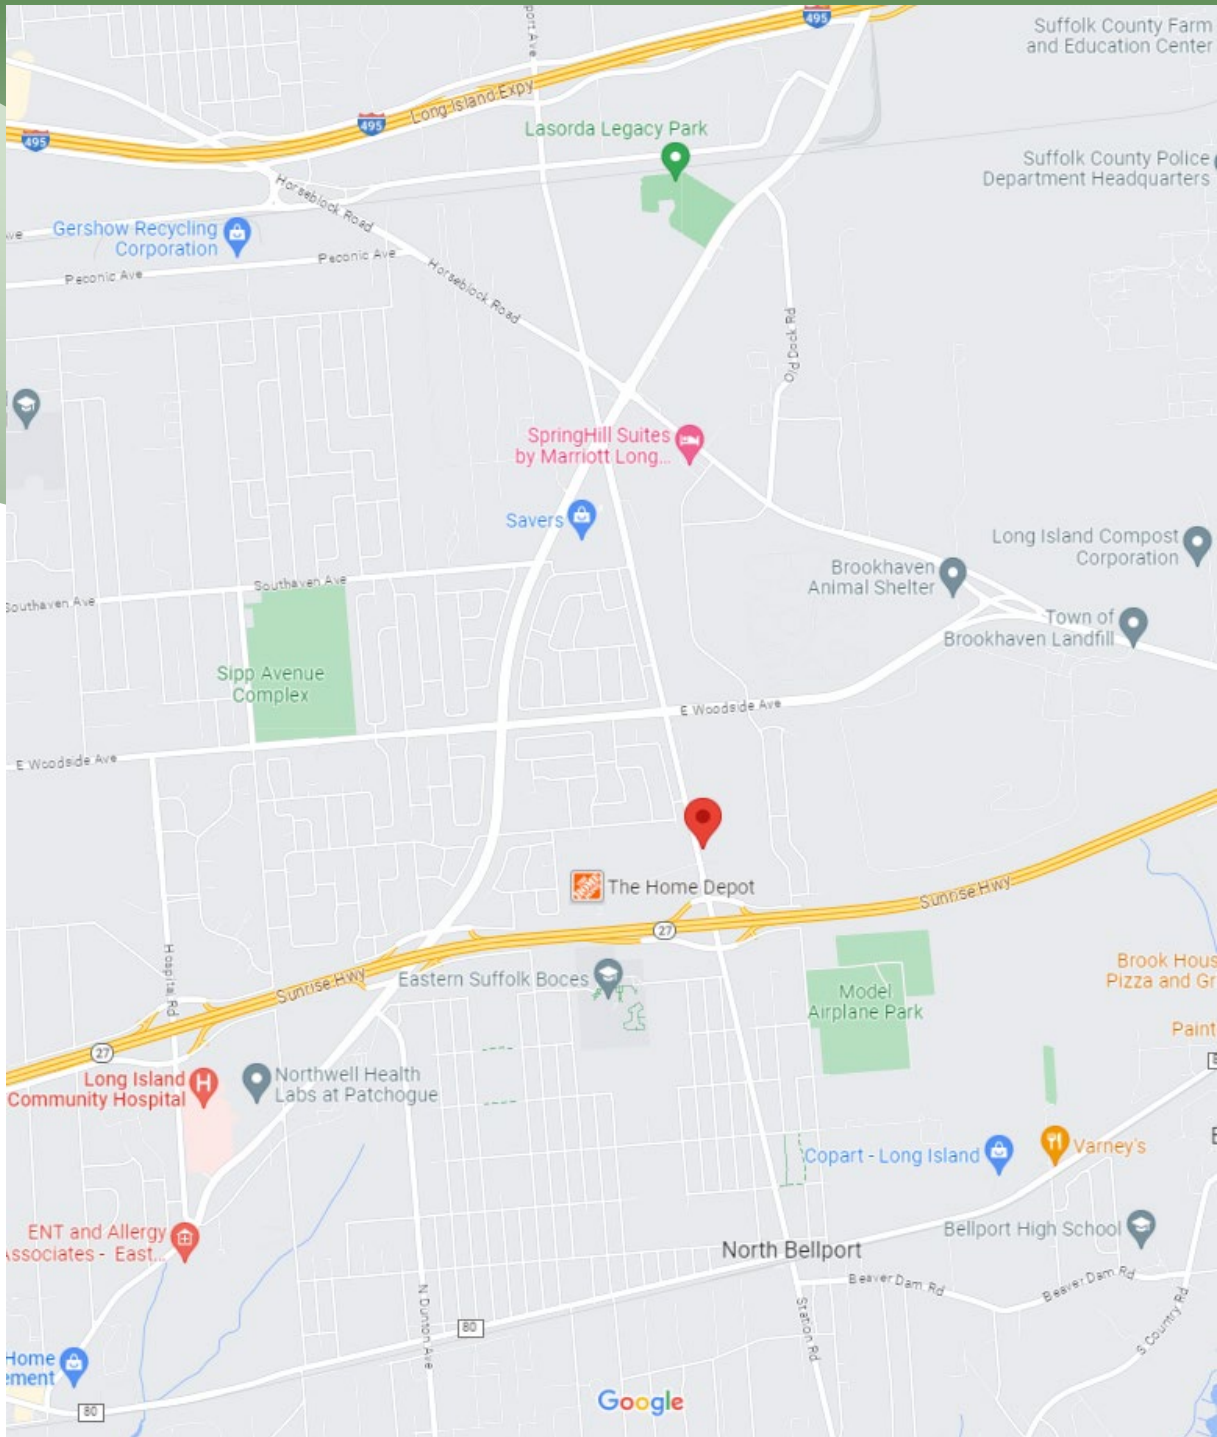 495
Suffolk County Farm
and Education Center
port Ave
Long Island Expy
495
495
Lasorda Legacy Park
Suffolk County Police
Department Headquarters
Horseblock Road
Gershow Recycling
Corporation
ve
Peconic Ave
Peconic Ave
Horseblock Road
Old Dock Rd
SpringHill Suites
by Marriott Long...
Savers
Long Island Compost
Corporation
Brookhaven
Animal Shelter
Southaven Ave
Southaven Ave
Town of
Brookhaven Landfill
Sipp Avenue
Complex
E Woodside Ave
E Woodside Ave
The Home Depot
Sunrise Hwy
27
Hospital Rd
Sunrise Hwy
Eastern Suffolk Boces
Model
Airplane Park
Brook Hous
Pizza and Gr
Paint
27
Long Island
Community Hospital
H
Northwell Health
Labs at Patchogue
Copart - Long Island
Varney's
ENT and Allergy
Associates - East...
North Bellport
Bellport High School
Beaver Dam Rd
Beaver Dam Rd
N Dunton Ave
Station Rd
S Country Rd
80
Home
ement
80
Google